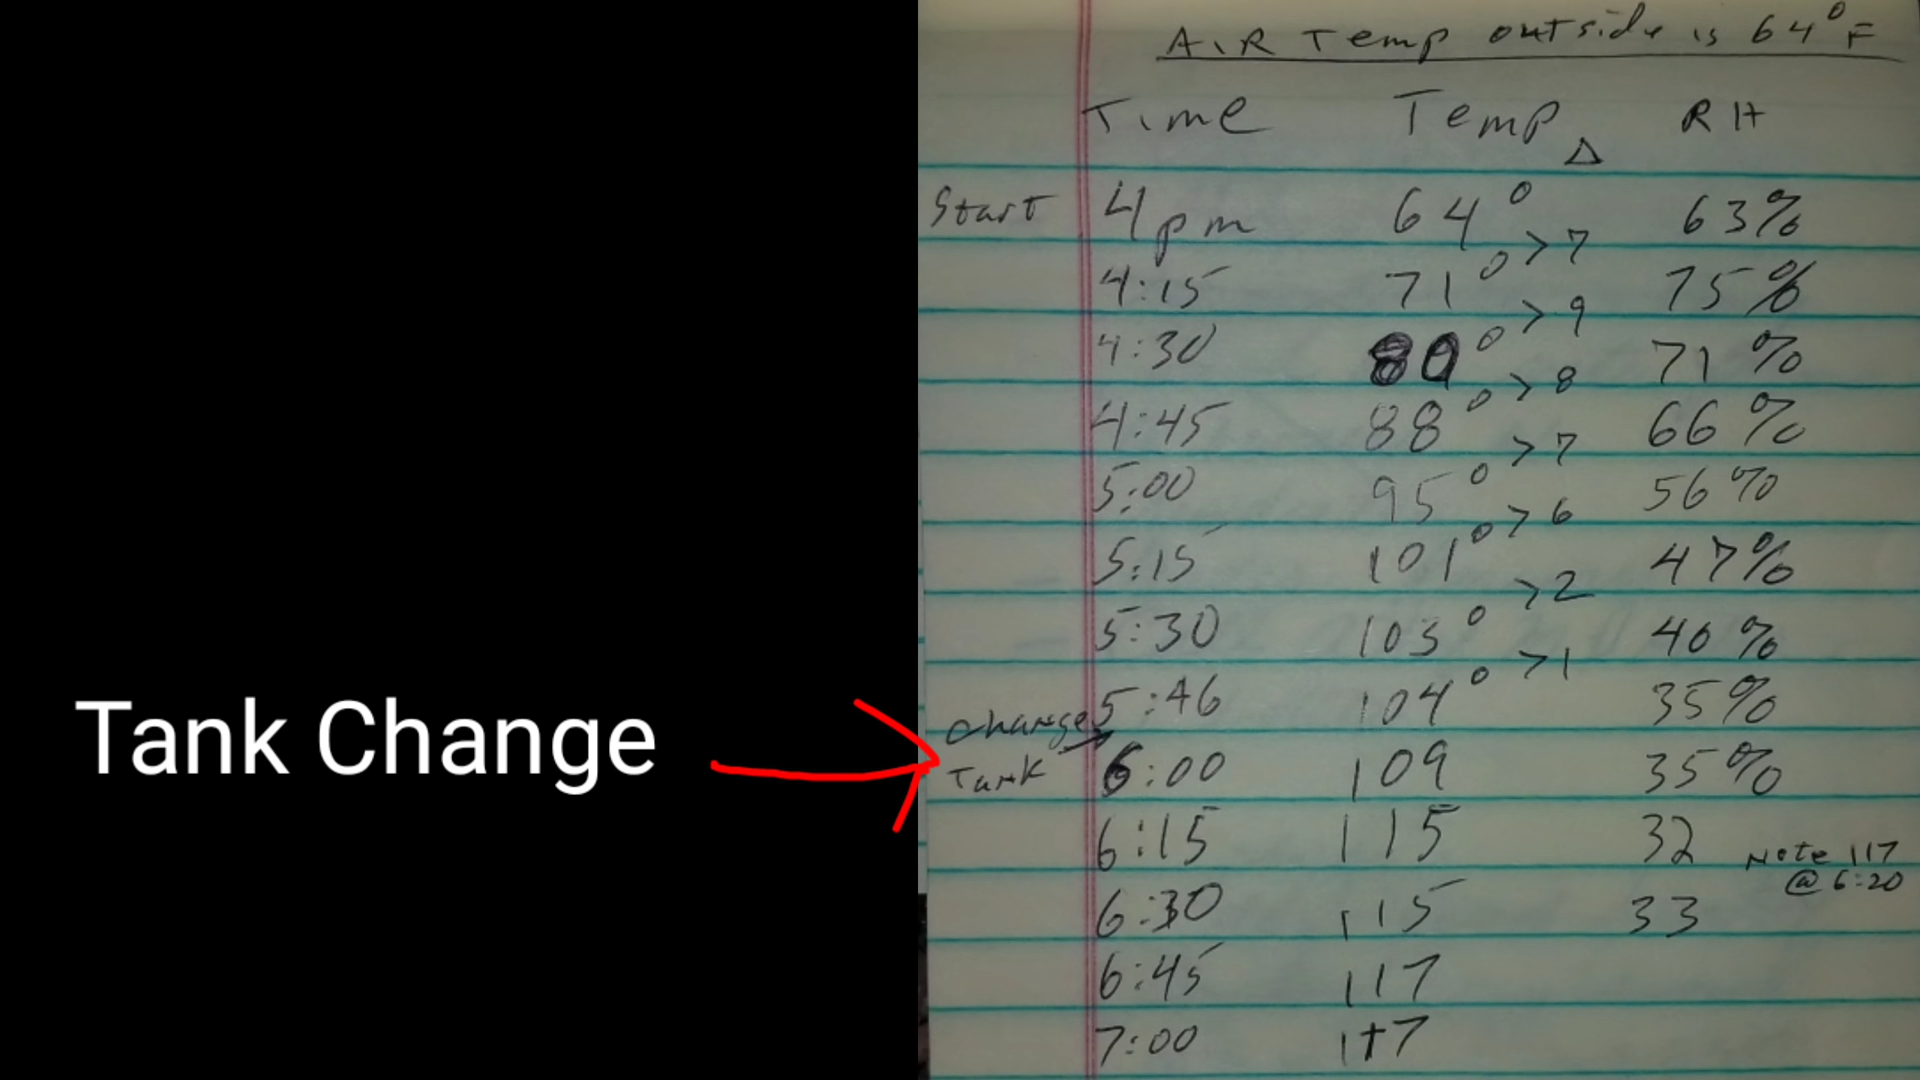 AIR Temp outside is 64°F
Time Temp Δ RH
Start 4pm 64° 63%
>7
4:15 71° 75%
>9
4:30 80° 71%
>8
4:45 88° 66%
>7
5:00 95° 56%
>6
5:15 101° 47%
>2
5:30 103° 40%
>1
5:46 104° 35%
Change
Tank 6:00 109 35%
6:15 115 32
Note 117
@ 6:20
6:30 115 33
6:45 117
7:00 117
Tank Change